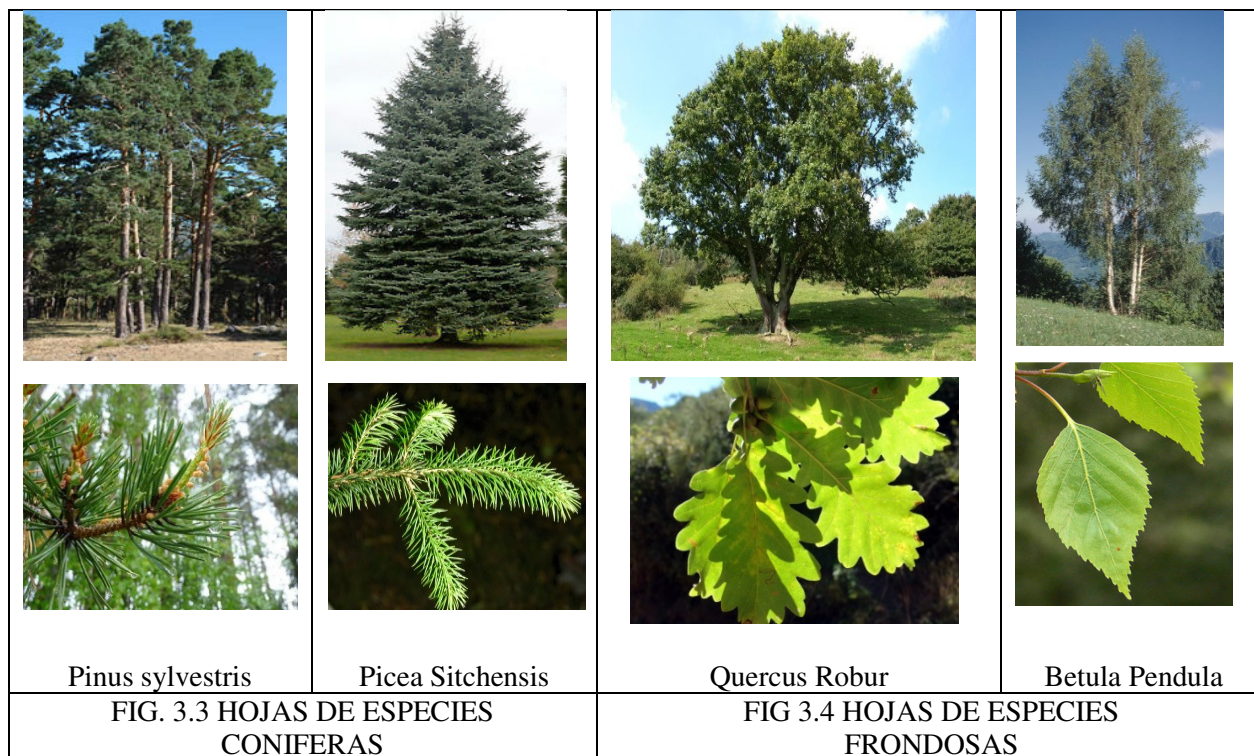 Pinus sylvestris
Picea Sitchensis
Quercus Robur
Betula Pendula
FIG. 3.3 HOJAS DE ESPECIES
CONIFERAS
FIG 3.4 HOJAS DE ESPECIES
FRONDOSAS